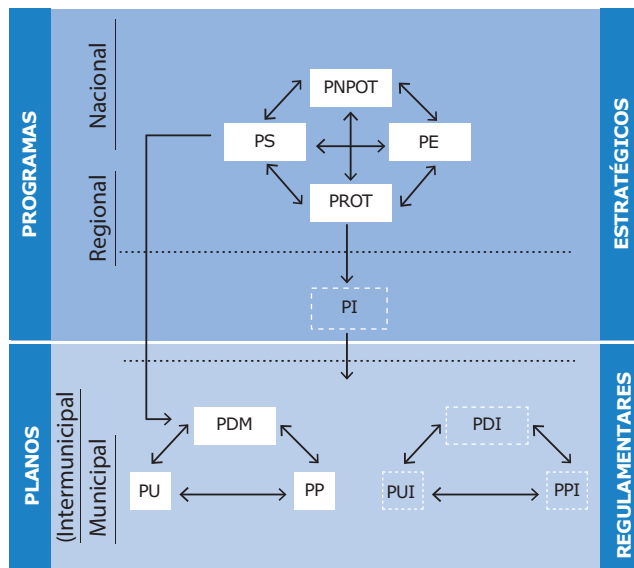 PROGRAMAS
Nacional
Regional
PNPOT
PS
PE
PROT
PI
ESTRATÉGICOS
PLANOS
(Intermunicipal
Municipal
PDM
PU
PP
PDI
PUI
PPI
REGULAMENTARES